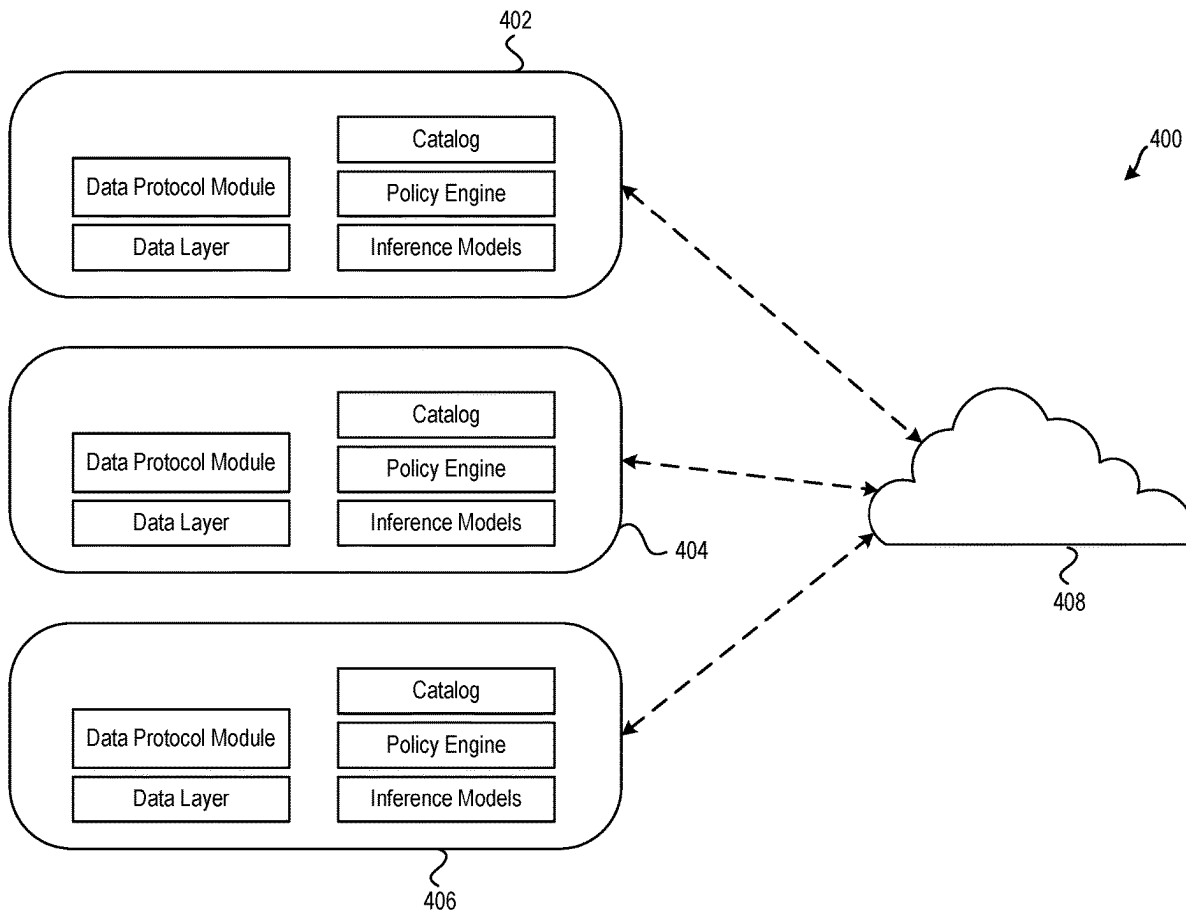 402
Catalog
400
Data Protocol Module
Policy Engine
Data Layer
Inference Models
Catalog
Data Protocol Module
Policy Engine
Data Layer
Inference Models
404
408
Catalog
Data Protocol Module
Policy Engine
Data Layer
Inference Models
406